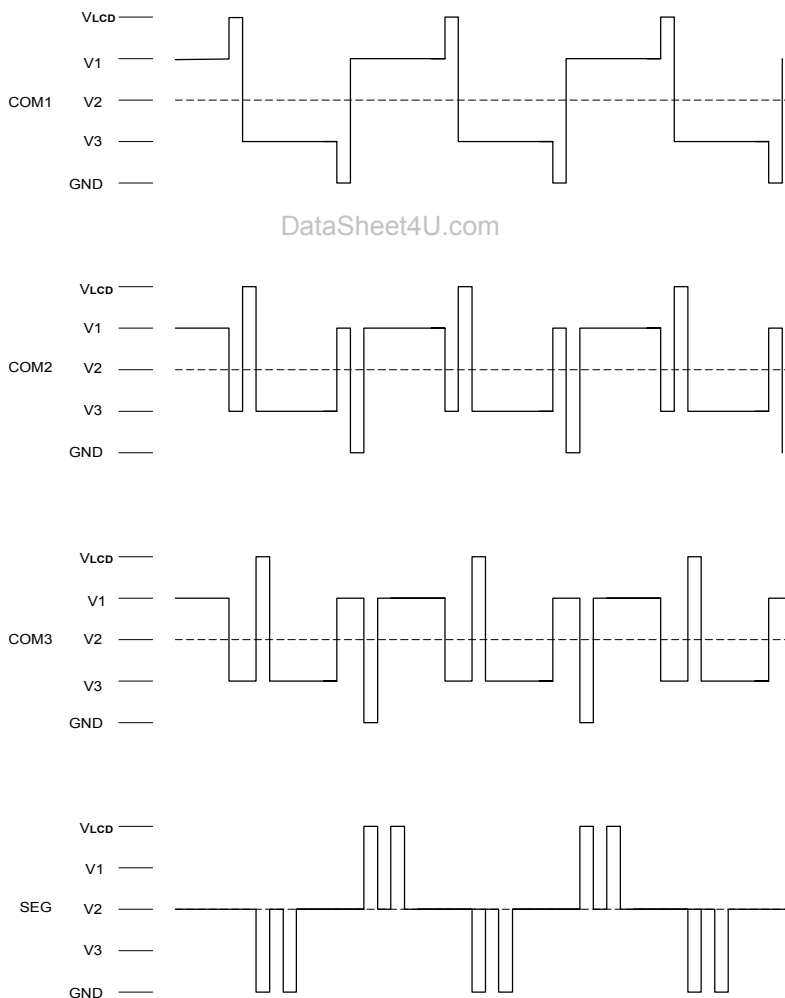 VLCD
V1
COM1 V2
V3
GND
DataSheet4U.com
VLCD
V1
COM2 V2
V3
GND
VLCD
V1
COM3 V2
V3
GND
VLCD
V1
SEG V2
V3
GND